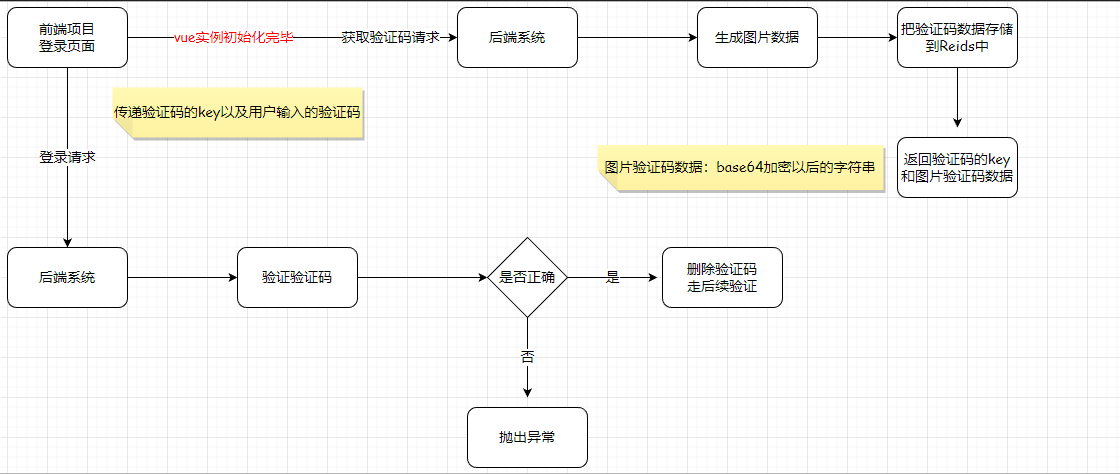 前端项目
登录页面
vue实例初始化完毕
获取验证码请求
后端系统
生成图片数据
把验证码数据存储
到Reids中
传递验证码的key以及用户输入的验证码
登录请求
图片验证码数据：base64加密以后的字符串
返回验证码的key
和图片验证码数据
后端系统
验证验证码
是否正确
是
删除验证码
走后续验证
否
抛出异常